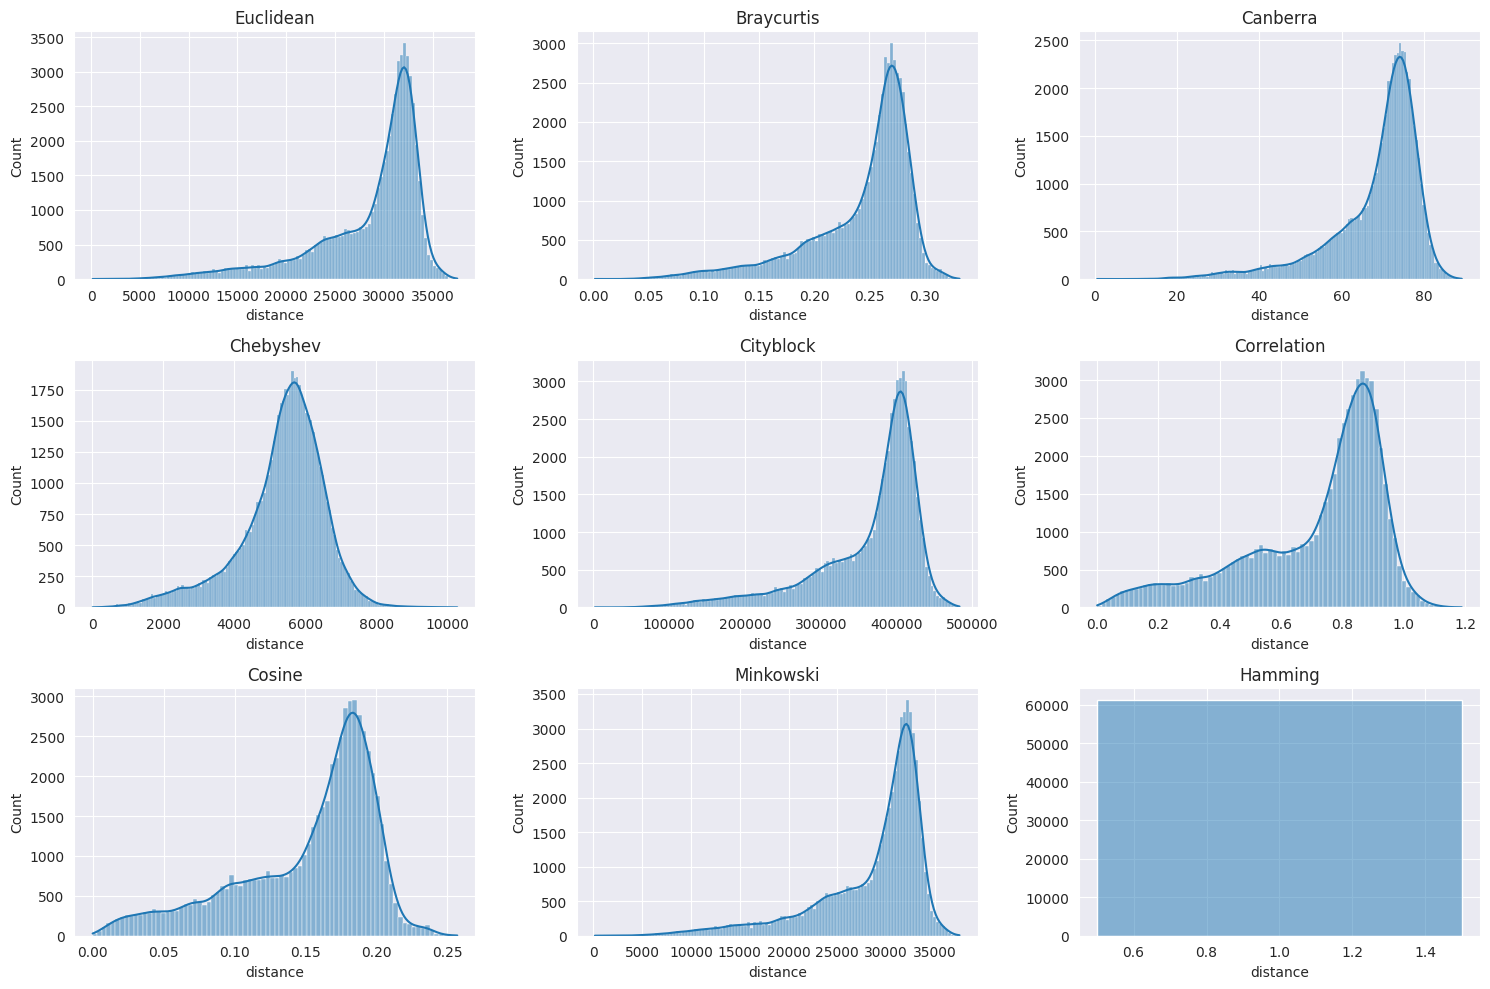 Euclidean
3500
3000
2500
2000
1500
1000
500
0
Count
0 5000 10000 15000 20000 25000 30000 35000
distance
Braycurtis
3000
2500
2000
1500
1000
500
0
Count
0.00 0.05 0.10 0.15 0.20 0.25 0.30
distance
Canberra
2500
2000
1500
1000
500
0
Count
0 20 40 60 80
distance
Chebyshev
1750
1500
1250
1000
750
500
250
0
Count
0 2000 4000 6000 8000 10000
distance
Cityblock
3000
2500
2000
1500
1000
500
0
Count
0 100000 200000 300000 400000 500000
distance
Correlation
3000
2500
2000
1500
1000
500
0
Count
0.0 0.2 0.4 0.6 0.8 1.0 1.2
distance
Cosine
3000
2500
2000
1500
1000
500
0
Count
0.00 0.05 0.10 0.15 0.20 0.25
distance
Minkowski
3500
3000
2500
2000
1500
1000
500
0
Count
0 5000 10000 15000 20000 25000 30000 35000
distance
Hamming
60000
50000
40000
30000
20000
10000
0
Count
0.6 0.8 1.0 1.2 1.4
distance